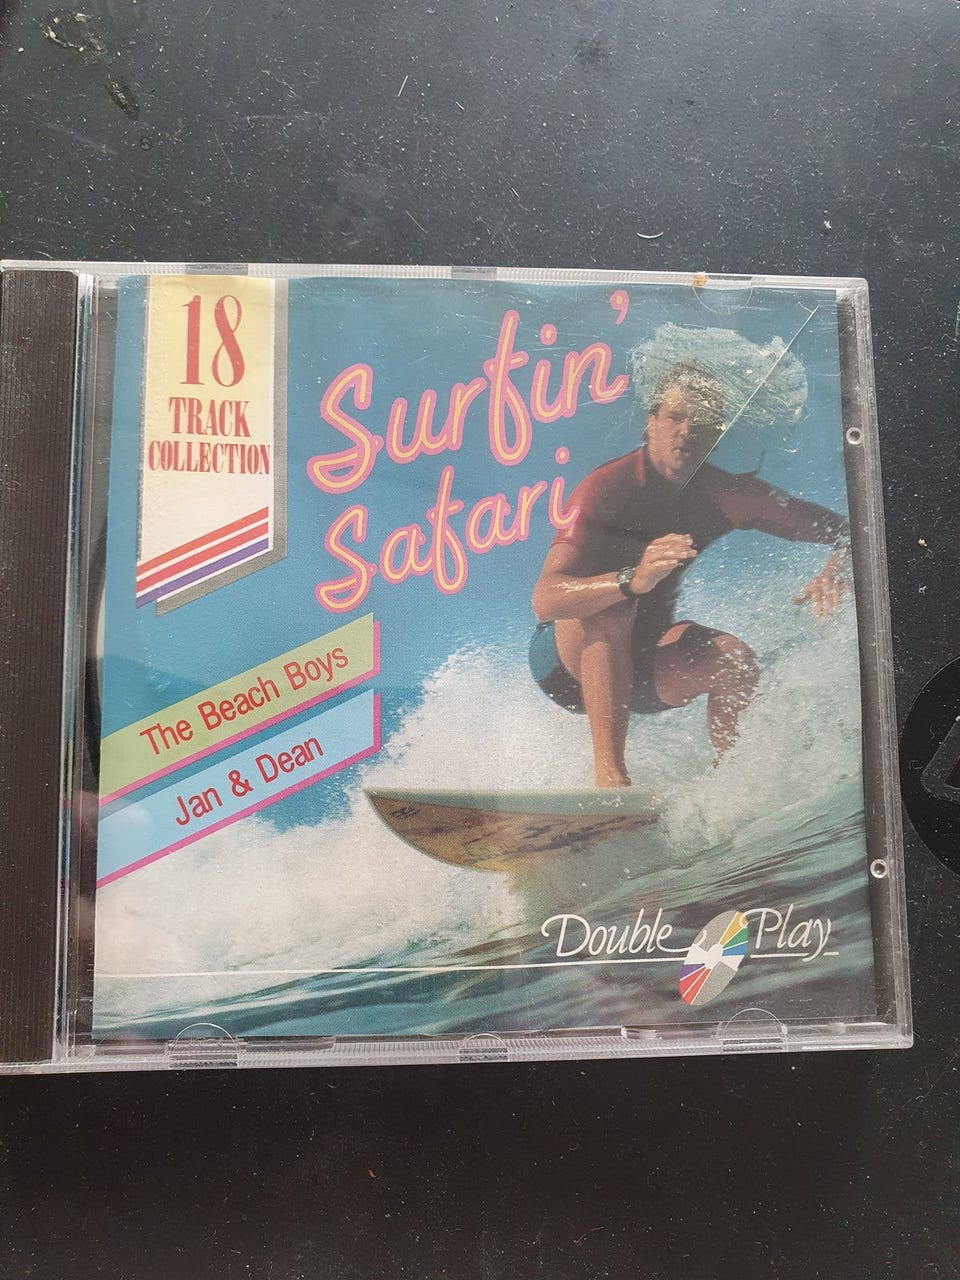 18
TRACK
COLLECTION
Surfin'
Safari
The Beach Boys
Jan & Dean
Double Play